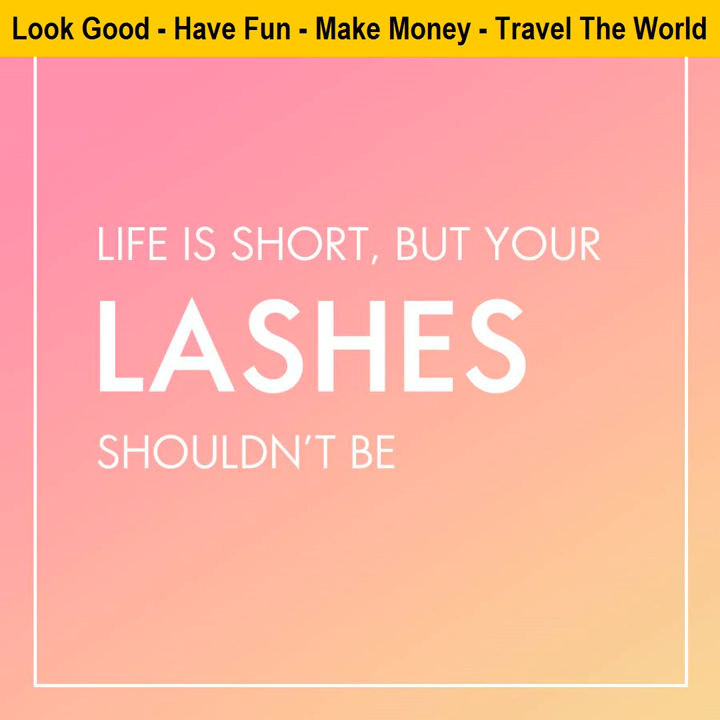 Look Good - Have Fun - Make Money - Travel The World
LIFE IS SHORT, BUT YOUR
LASHES
SHOULDN’T BE